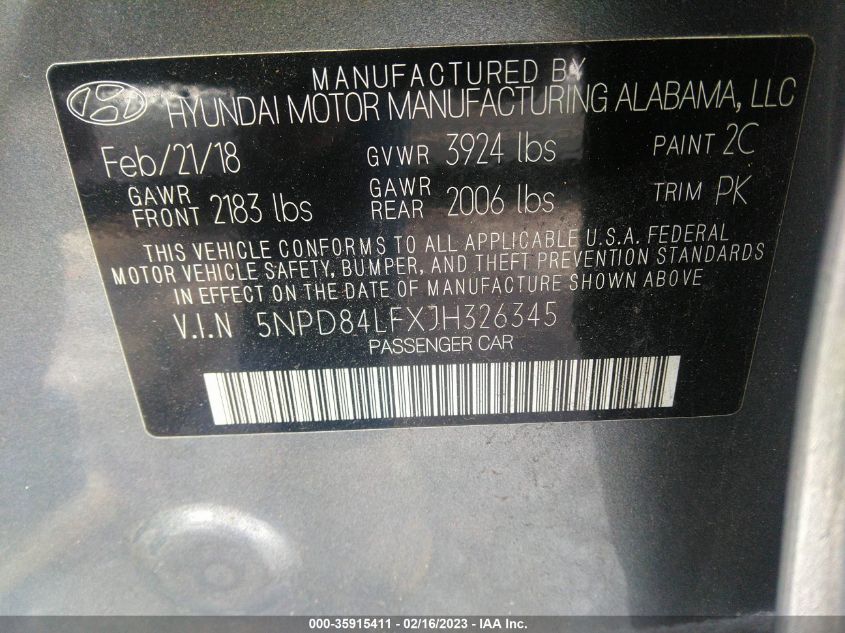 MANUFACTURED BY
HYUNDAI MOTOR MANUFACTURING ALABAMA, LLC
Feb/21/18 GVWR 3924 lbs PAINT 2C
GAWR FRONT 2183 lbs GAWR REAR 2006 lbs TRIM PK
THIS VEHICLE CONFORMS TO ALL APPLICABLE U.S.A. FEDERAL
MOTOR VEHICLE SAFETY, BUMPER, AND THEFT PREVENTION STANDARDS
IN EFFECT ON THE DATE OF MANUFACTURE SHOWN ABOVE
V.I.N 5NPD84LFXJH326345
PASSENGER CAR
000-35915411 - 02/16/2023 - IAA Inc.